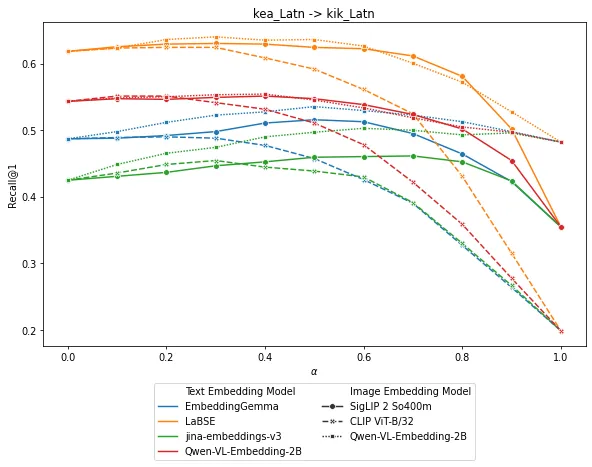 kea_Latn -> kik_Latn
0.6
0.5
0.4
0.3
0.2
Recall@1
0.0 0.2 0.4 0.6 0.8 1.0
α
Text Embedding Model Image Embedding Model
EmbeddingGemma SigLIP 2 So400m
LaBSE CLIP ViT-B/32
jina-embeddings-v3 Qwen-VL-Embedding-2B
Qwen-VL-Embedding-2B